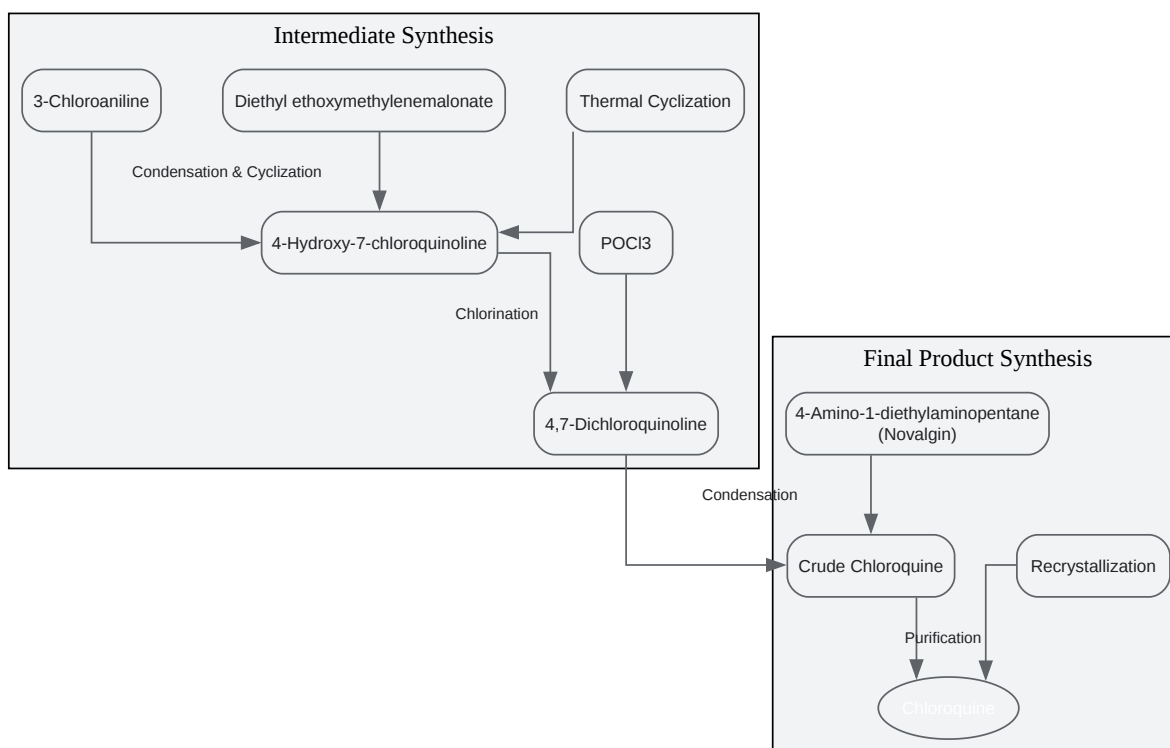 Intermediate Synthesis
3-Chloroaniline
Diethyl ethoxymethylenemalonate
Thermal Cyclization
Condensation & Cyclization
4-Hydroxy-7-chloroquinoline
POCl3
Chlorination
4,7-Dichloroquinoline
Final Product Synthesis
4-Amino-1-diethylaminopentane
(Novalgin)
Condensation
Crude Chloroquine
Recrystallization
Purification
Chloroquine